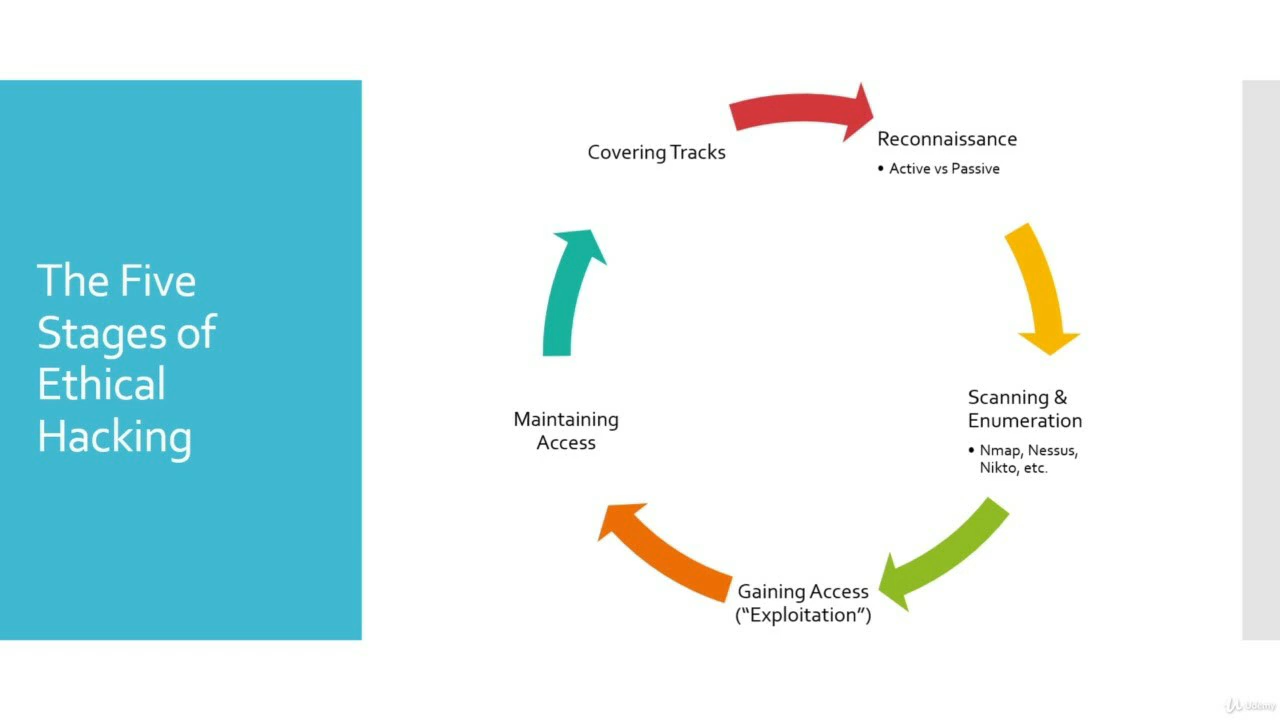 The Five
Stages of
Ethical
Hacking
Covering Tracks
Reconnaissance
• Active vs Passive
Scanning &
Enumeration
• Nmap, Nessus,
Nikto, etc.
Gaining Access
(“Exploitation”)
Maintaining
Access
Udemy